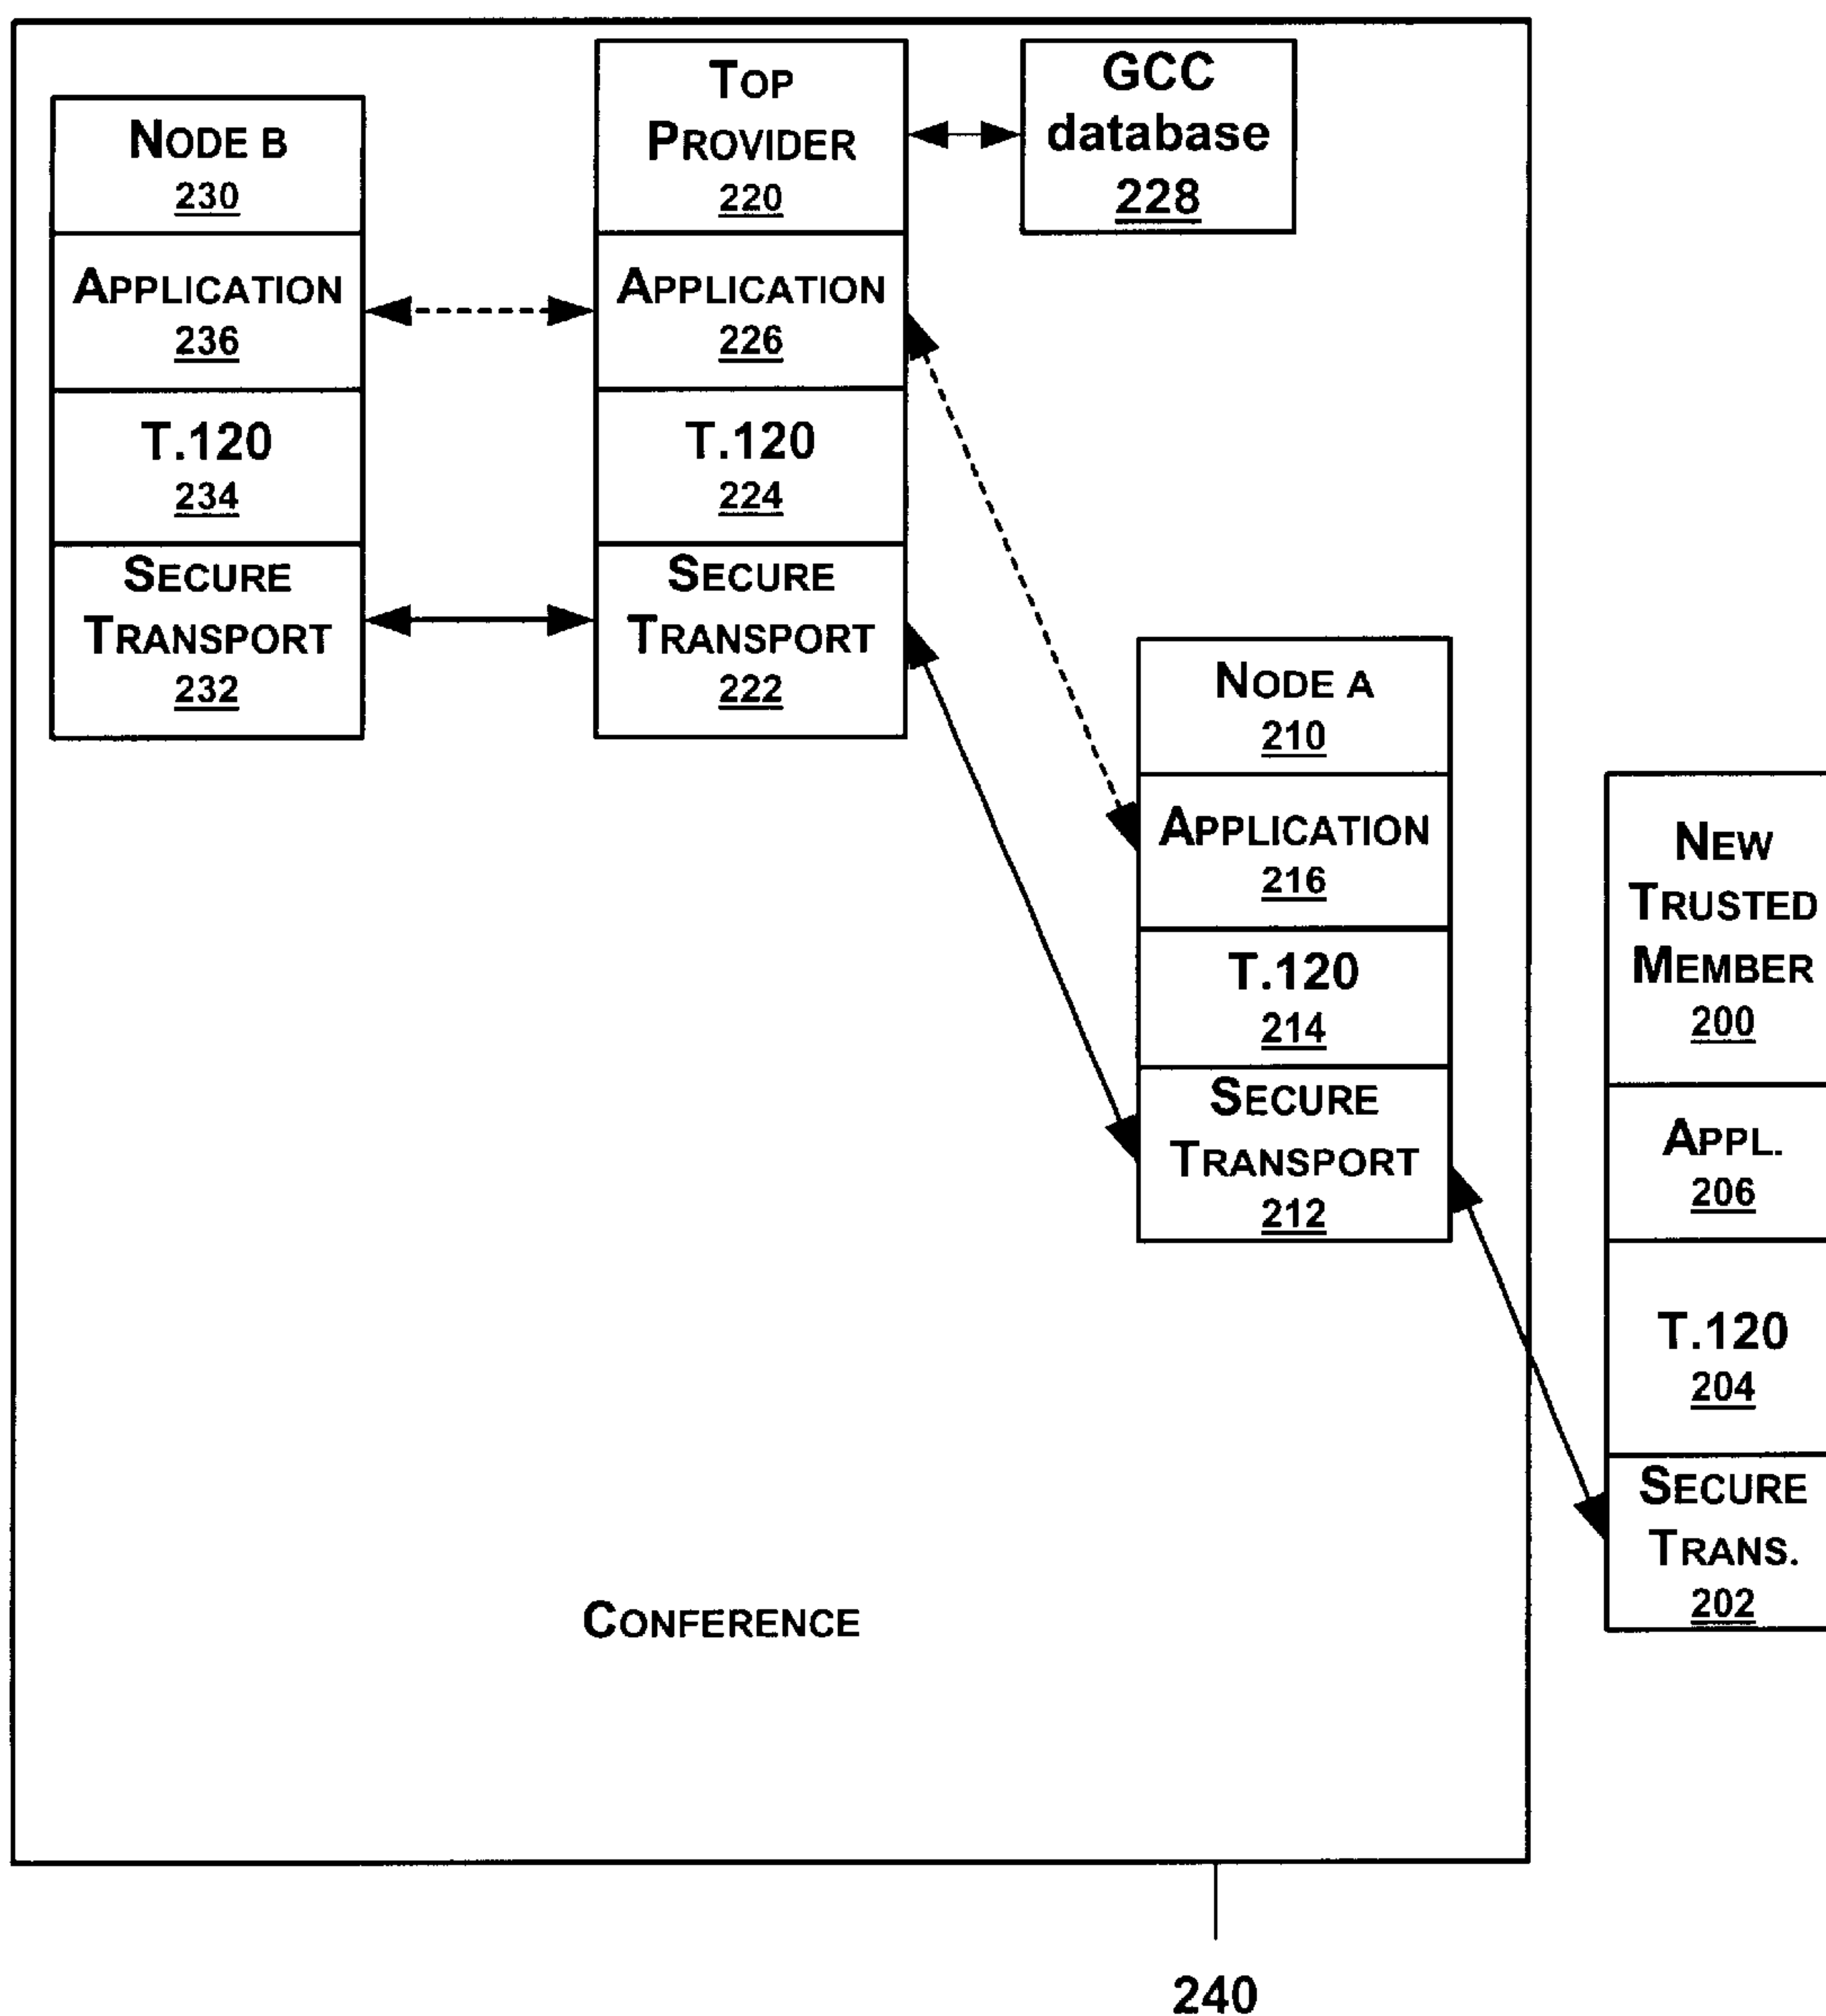 NODE B
230
APPLICATION
236
T.120
234
SECURE
TRANSPORT
232
TOP
PROVIDER
220
APPLICATION
226
T.120
224
SECURE
TRANSPORT
222
GCC
database
228
NODE A
210
APPLICATION
216
T.120
214
SECURE
TRANSPORT
212
NEW
TRUSTED
MEMBER
200
APPL.
206
T.120
204
SECURE
TRANS.
202
CONFERENCE
240